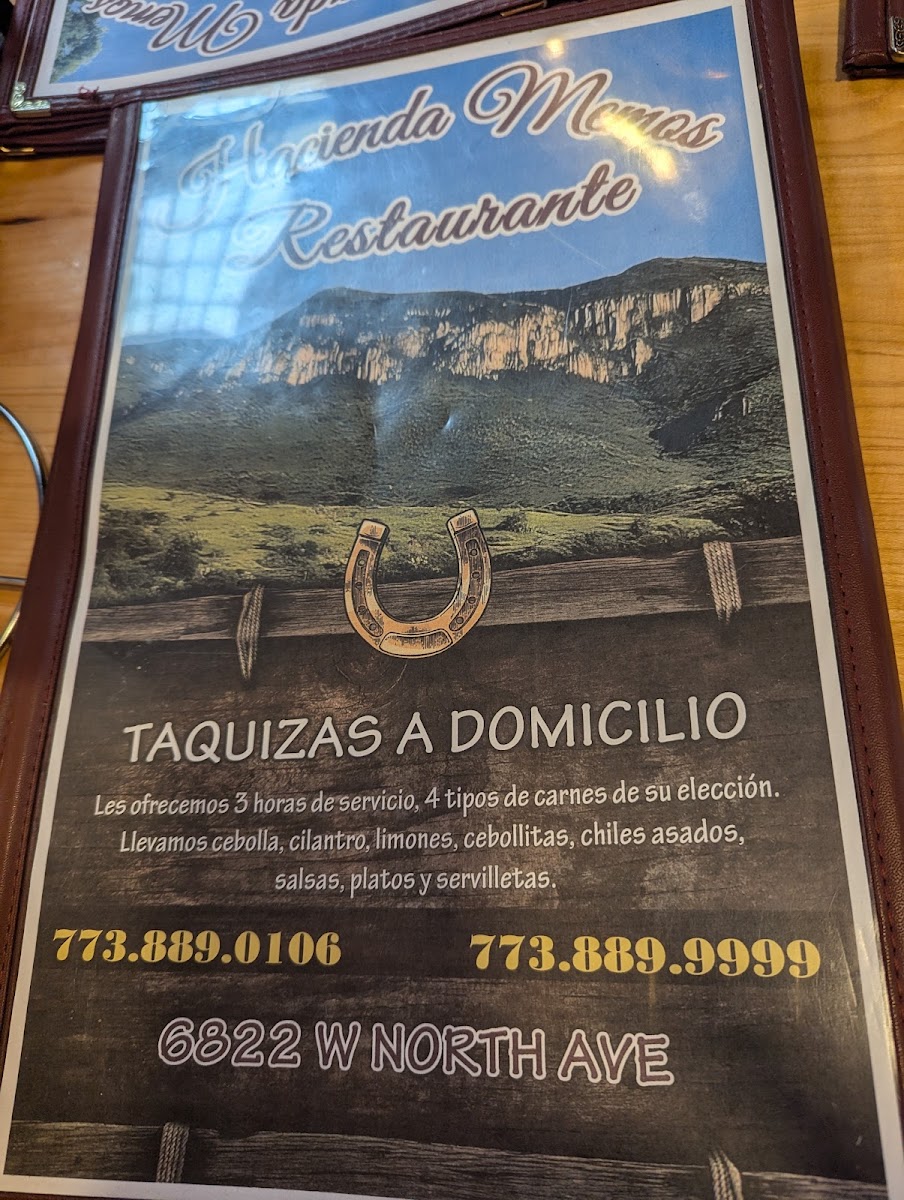 Memos
Hacienda Memos
Restaurante
TAQUIZAS A DOMICILIO
Les ofrecemos 3 horas de servicio, 4 tipos de carnes de su elección.
Llevamos cebolla, cilantro, limones, cebollitas, chiles asados,
salsas, platos y servilletas.
773.889.0106
773.889.9999
6822 W NORTH AVE